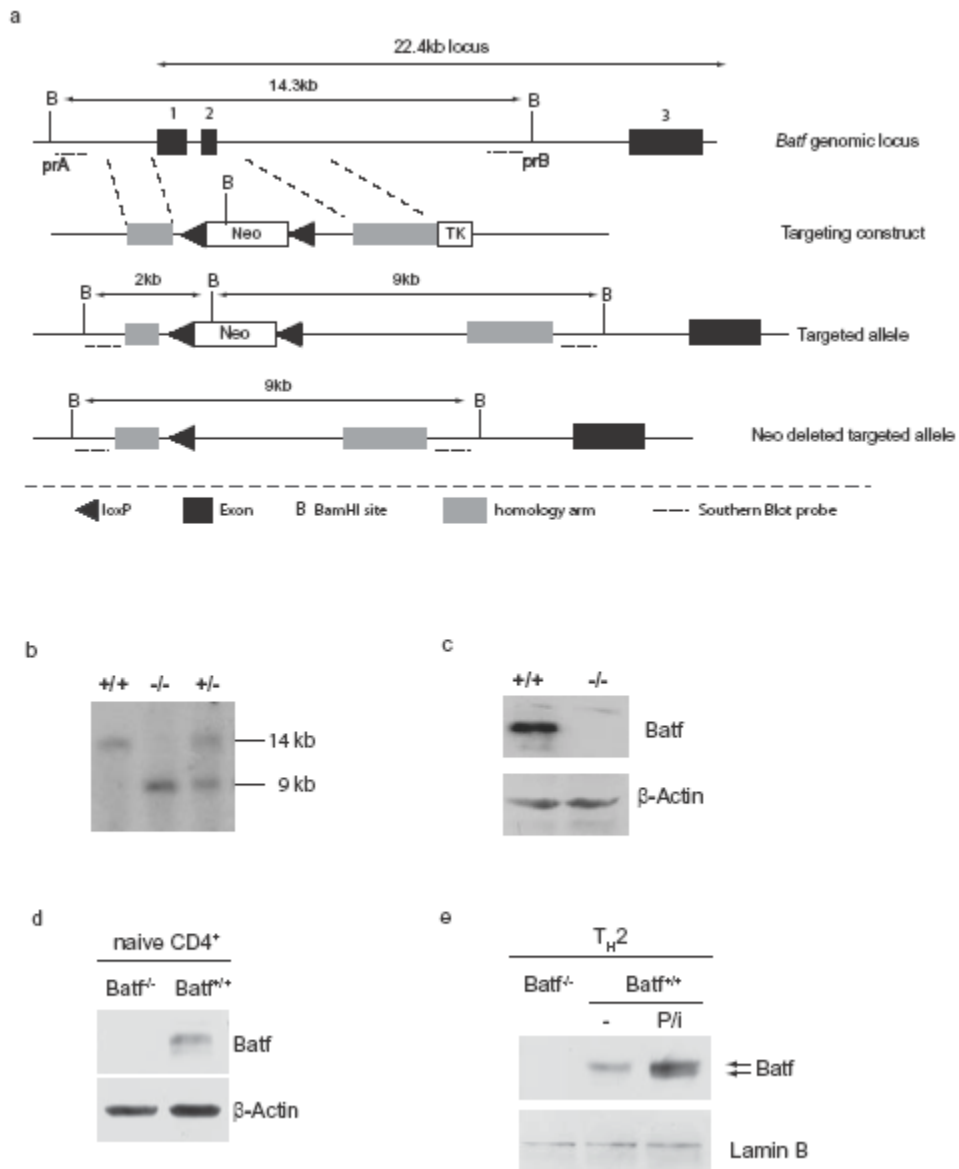 a
22.4kb locus
14.3kb
B B
1 2 3
Batf genomic locus
prA prB
B
Neo TK
Targeting construct
2kb 9kb
B B B
Neo
Targeted allele
9kb
B B
Neo deleted targeted allele
loxP Exon B BamHI site homology arm Southern Blot probe
b
+/+ -/- +/-
14 kb
9 kb
c
+/+ -/-
Batf
β-Actin
d
naive CD4⁺
Batf⁻/⁻ Batf⁺/⁺
Batf
β-Actin
e
Tₕ2
Batf⁻/⁻ Batf⁺/⁺
- P/i
Batf
Lamin B